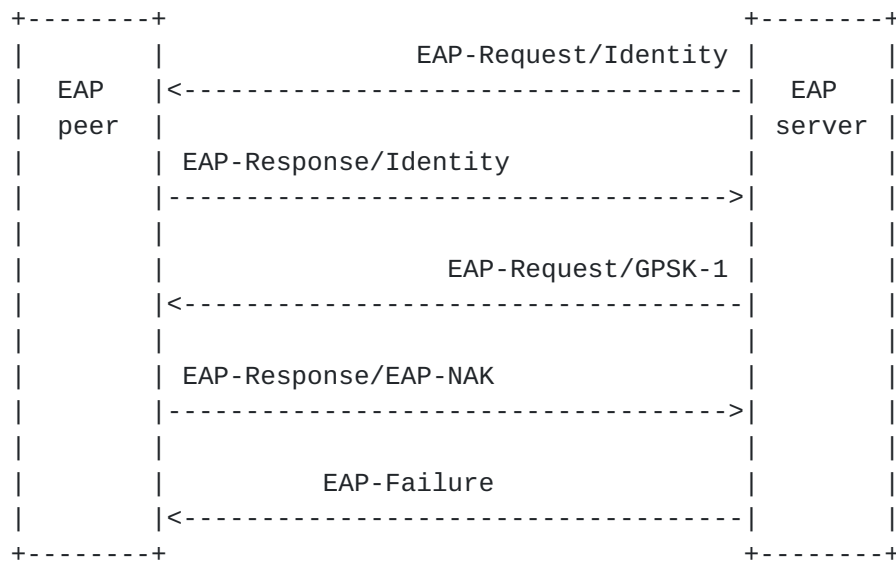 EAP-Request/Identity
EAP peer
EAP server
EAP-Response/Identity
EAP-Request/GPSK-1
EAP-Response/EAP-NAK
EAP-Failure